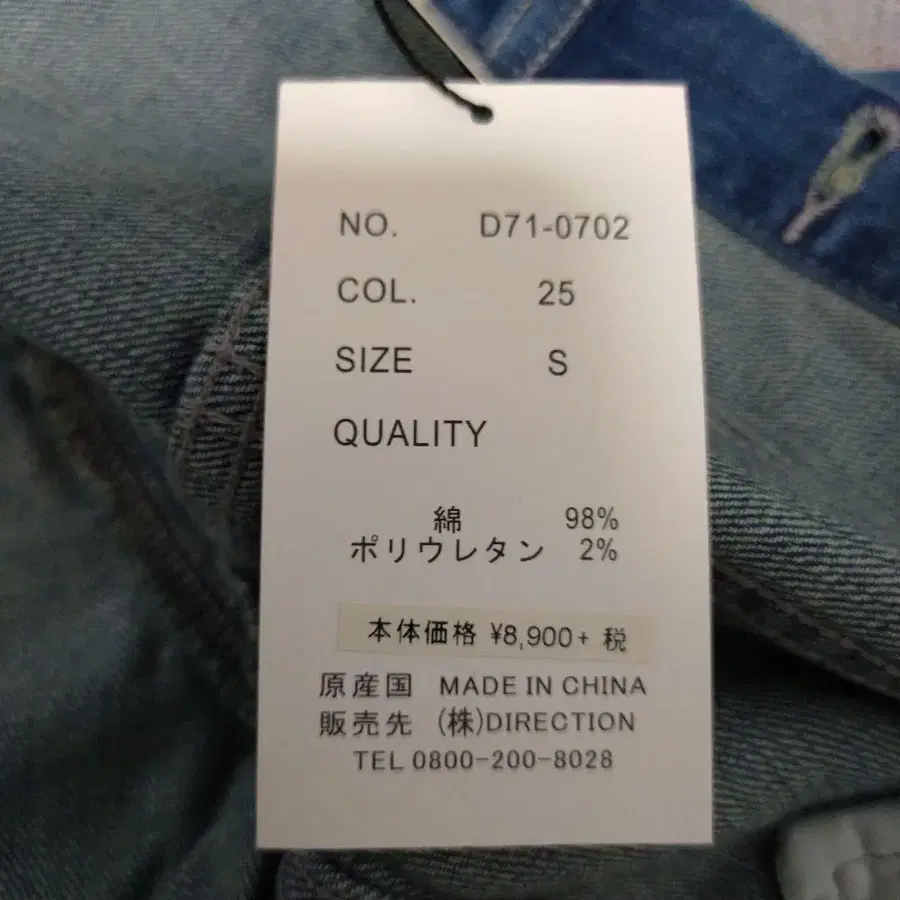 NO. D71-0702
COL. 25
SIZE S
QUALITY
綿 98%
ポリウレタン 2%
本体価格 ¥8,900+ 税
原産国 MADE IN CHINA
販売先 (株)DIRECTION
TEL 0800-200-8028